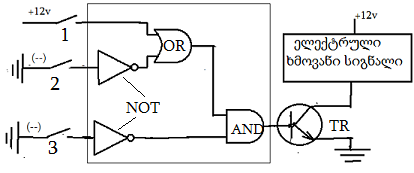 +12v
+12v
1
OR
ელექტრული
ხმოვანი სიგნალი
(--)
2
NOT
(--)
3
AND
TR